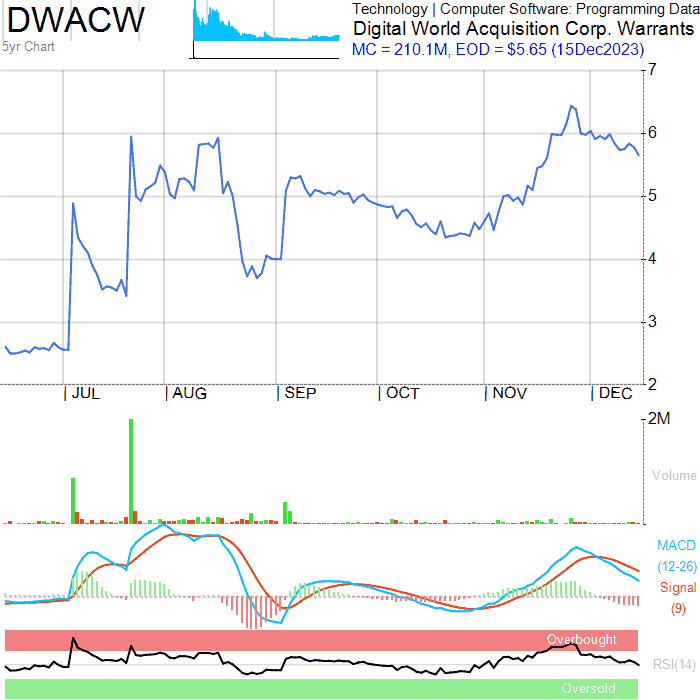 DWACW
5yr Chart
Technology | Computer Software: Programming Data
Digital World Acquisition Corp. Warrants
MC = 210.1M, EOD = $5.65 (15Dec2023)
7
6
5
4
3
2
JUL AUG SEP OCT NOV DEC
2M
Volume
MACD
(12-26)
Signal
(9)
Overbought
RSI(14)
Oversold